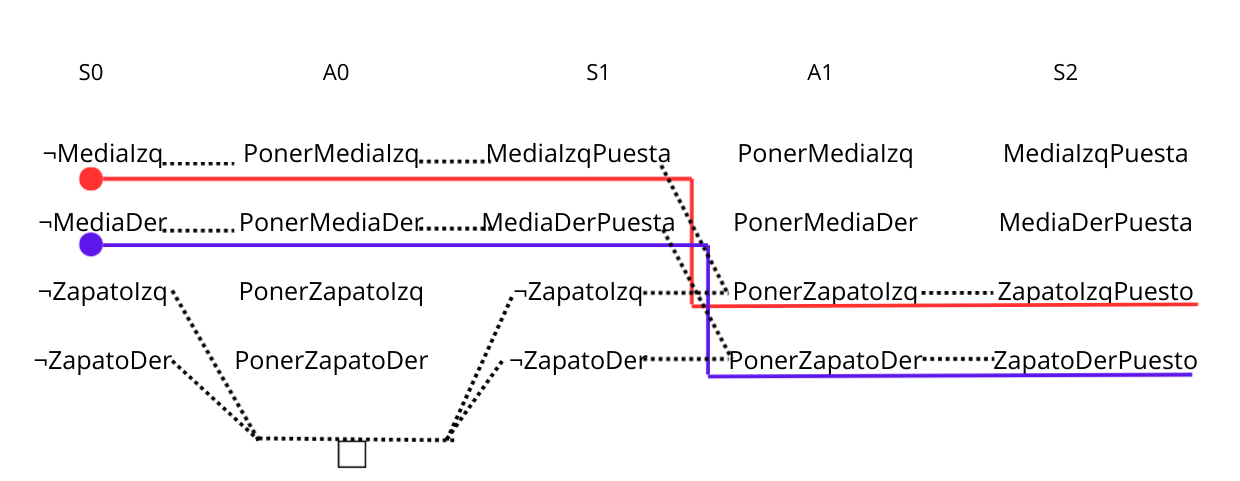 S0 A0 S1 A1 S2
¬MediaIzq PonerMediaIzq MediaIzqPuesta PonerMediaIzq MediaIzqPuesta
¬MediaDer PonerMediaDer MediaDerPuesta PonerMediaDer MediaDerPuesta
¬ZapatoIzq PonerZapatoIzq ¬ZapatoIzq PonerZapatoIzq ZapatoIzqPuesto
¬ZapatoDer PonerZapatoDer ¬ZapatoDer PonerZapatoDer ZapatoDerPuesto